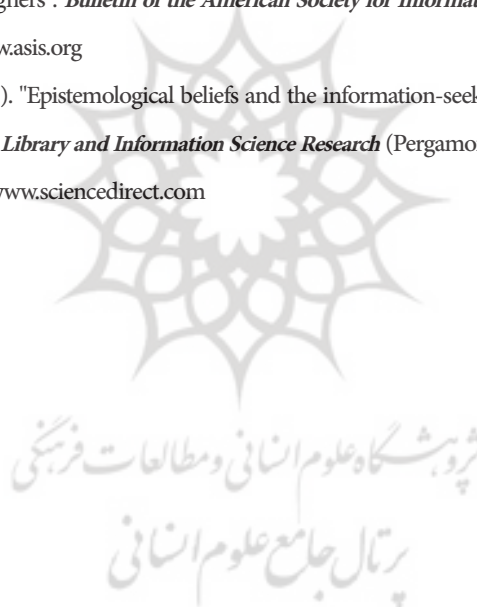 gners". Bulletin of the American Society for Informat
w.asis.org
). "Epistemological beliefs and the information-seek
Library and Information Science Research (Pergamo
www.sciencedirect.com
پژوهشگاه علوم انسانی و مطالعات فرهنگی
پرتال جامع علوم انسانی